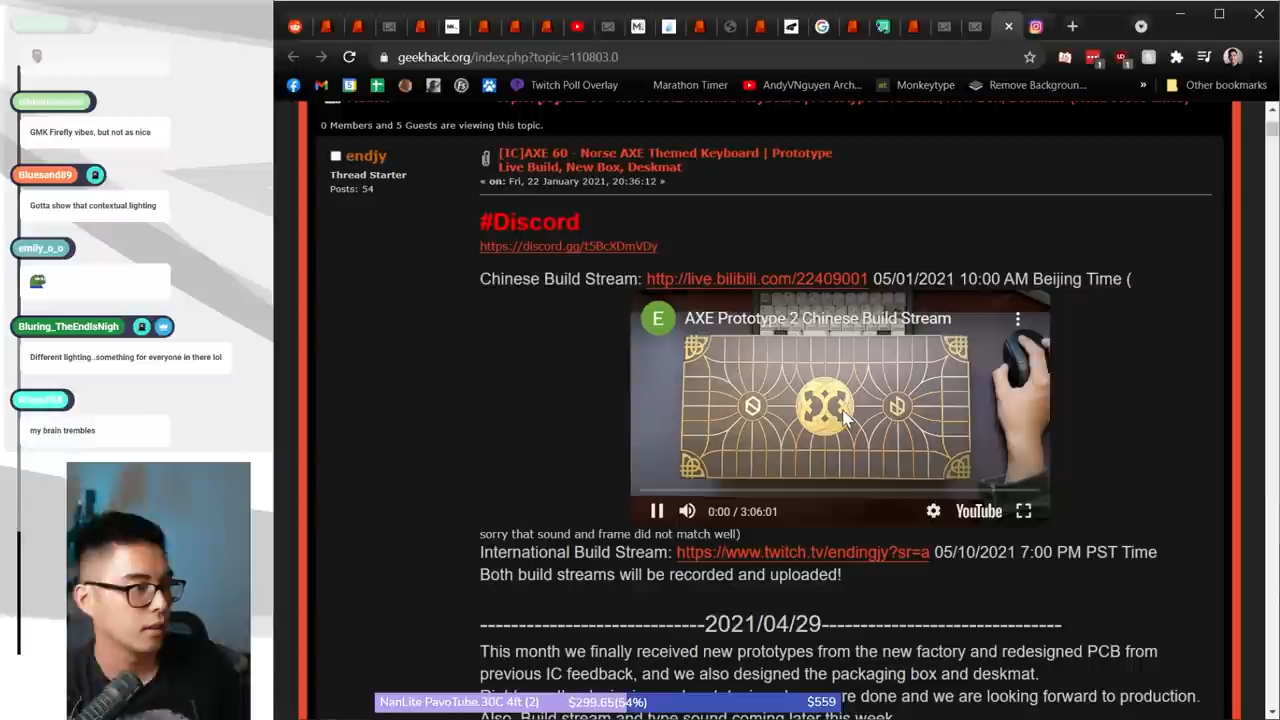 geekhack.org/index.php?topic=110803.0
Twitch Poll Overlay
Marathon Timer
AndyVNguyen Arch...
Monkeytype
Remove Backgroun...
»
Other bookmarks
0 Members and 5 Guests are viewing this topic.
endjy
Thread Starter
Posts: 54
[IC]AXE 60 - Norse AXE Themed Keyboard | Prototype
Live Build, New Box, Deskmat
« on: Fri, 22 January 2021, 20:36:12 »
#Discord
https://discord.gg/t5BcXDmVDy
Chinese Build Stream: http://live.bilibili.com/22409001 05/01/2021 10:00 AM Beijing Time (
E
AXE Prototype 2 Chinese Build Stream
0:00 / 3:06:01
YouTube
sorry that sound and frame did not match well)
International Build Stream: https://www.twitch.tv/endingjy?sr=a 05/10/2021 7:00 PM PST Time
Both build streams will be recorded and uploaded!
----------------------------2021/04/29------------------------------
This month we finally received new prototypes from the new factory and redesigned PCB from
previous IC feedback, and we also designed the packaging box and deskmat.
re done and we are looking forward to production.
Also, Build stream and type sound coming later this week
NanLite PavoTube 30C 4ft (2) $299.65(54%) $559
GMK Firefly vibes, but not as nice
Bluesand89
Gotta show that contextual lighting
emily_o_o
Bluring_TheEndIsNigh
Different lighting..something for everyone in there lol
my brain trembles